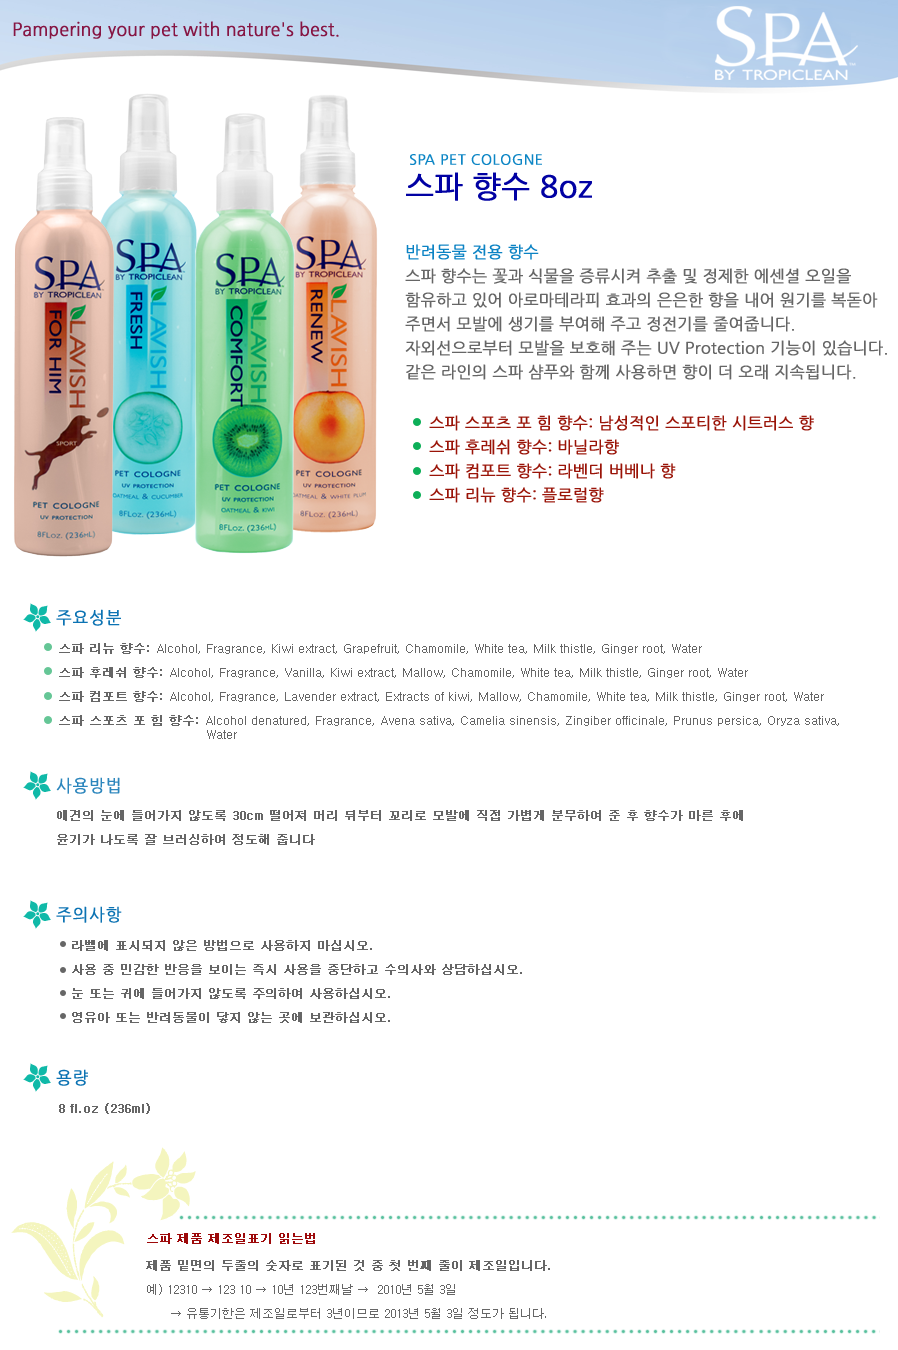 Pampering your pet with nature's best.
SPA
BY TROPICLEAN
SPA PET COLOGNE
스파 향수 8oz
SPA
BY TROPICLEAN
LAVISH
FOR HIM
SPORT
PET COLOGNE
UV PROTECTION
8FL.OZ. (236mL)
SPA
BY TROPICLEAN
LAVISH
FRESH
PET COLOGNE
UV PROTECTION
OATMEAL & CUCUMBER
8FL.OZ. (236mL)
SPA
BY TROPICLEAN
LAVISH
COMFORT
PET COLOGNE
UV PROTECTION
OATMEAL & KIWI
8FL.OZ. (236mL)
SPA
BY TROPICLEAN
LAVISH
RENEW
PET COLOGNE
UV PROTECTION
OATMEAL & WHITE PLUM
8FL.OZ. (236mL)
반려동물 전용 향수
스파 향수는 꽃과 식물을 증류시켜 추출 및 정제한 에센셜 오일을
함유하고 있어 아로마테라피 효과의 은은한 향을 내어 원기를 복돋아
주면서 모발에 생기를 부여해 주고 정전기를 줄여줍니다.
자외선으로부터 모발을 보호해 주는 UV Protection 기능이 있습니다.
같은 라인의 스파 샴푸와 함께 사용하면 향이 더 오래 지속됩니다.
스파 스포츠 포 힘 향수: 남성적인 스포티한 시트러스 향
스파 후레쉬 향수: 바닐라향
스파 컴포트 향수: 라벤더 버베나 향
스파 리뉴 향수: 플로럴향
주요성분
스파 리뉴 향수: Alcohol, Fragrance, Kiwi extract, Grapefruit, Chamomile, White tea, Milk thistle, Ginger root, Water
스파 후레쉬 향수: Alcohol, Fragrance, Vanilla, Kiwi extract, Mallow, Chamomile, White tea, Milk thistle, Ginger root, Water
스파 컴포트 향수: Alcohol, Fragrance, Lavender extract, Extracts of kiwi, Mallow, Chamomile, White tea, Milk thistle, Ginger root, Water
스파 스포츠 포 힘 향수: Alcohol denatured, Fragrance, Avena sativa, Camelia sinensis, Zingiber officinale, Prunus persica, Oryza sativa,
Water
사용방법
애견의 눈에 들어가지 않도록 30cm 떨어져 머리 뒤부터 꼬리로 모발에 직접 가볍게 분무하여 준 후 향수가 마른 후에
윤기가 나도록 잘 브러싱하여 정도해 줍니다
주의사항
라벨에 표시되지 않은 방법으로 사용하지 마십시오.
사용 중 민감한 반응을 보이는 즉시 사용을 중단하고 수의사와 상담하십시오.
눈 또는 귀에 들어가지 않도록 주의하여 사용하십시오.
영유아 또는 반려동물이 닿지 않는 곳에 보관하십시오.
용량
8 fl.oz (236ml)
스파 제품 제조일표기 읽는법
제품 밑면의 두줄의 숫자로 표기된 것 중 첫 번째 줄이 제조일입니다.
예) 12310 → 123 10 → 10년 123번째날 → 2010년 5월 3일
→ 유통기한은 제조일로부터 3년이므로 2013년 5월 3일 정도가 됩니다.